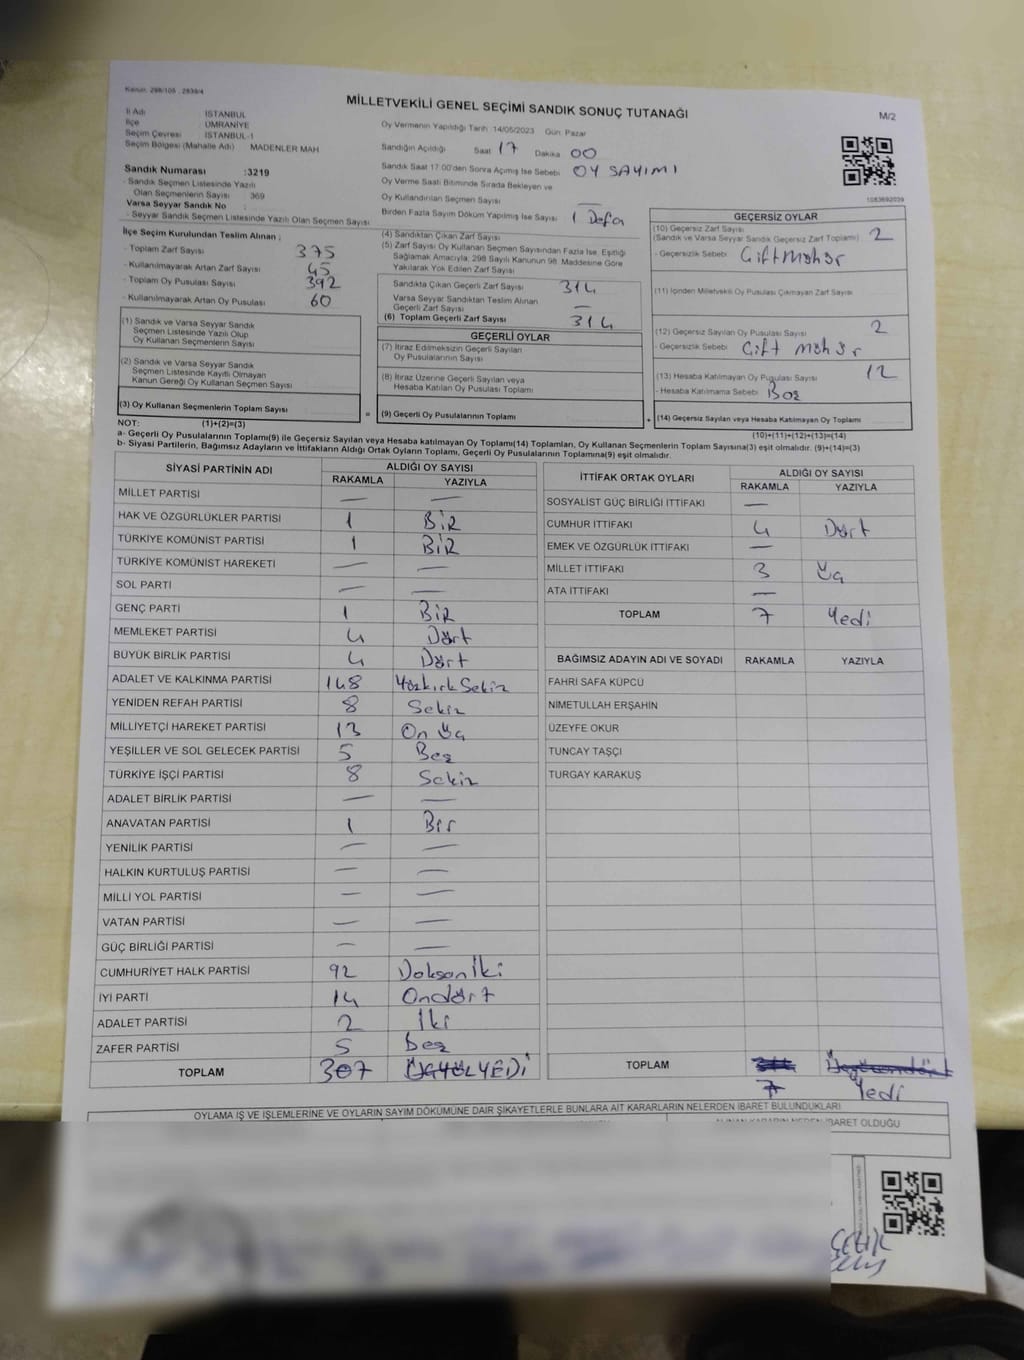 Kanun: 298/105 , 2839/4
MİLLETVEKİLİ GENEL SEÇİMİ SANDIK SONUÇ TUTANAĞI
M/2
İl Adı : İSTANBUL
İlçe : ÜMRANİYE
Seçim Çevresi : İSTANBUL-1
Seçim Bölgesi (Mahalle Adı) : MADENLER MAH
Oy Vermenin Yapıldığı Tarih: 14/05/2023 Gün: Pazar
Sandığın Açıldığı Saat 17 Dakika 00
Sandık Saat 17:00'den Sonra Açılmış İse Sebebi: OY SAYIMI
Oy Verme Saati Bitiminde Sırada Bekleyen ve
Oy Kullandırılan Seçmen Sayısı —
Birden Fazla Sayım Döküm Yapılmış İse Sayısı : 1 Defa
1083692039
Sandık Numarası :3219
- Sandık Seçmen Listesinde Yazılı
Olan Seçmenlerin Sayısı : 369
Varsa Seyyar Sandık No :
- Seyyar Sandık Seçmen Listesinde Yazılı Olan Seçmen Sayısı:
İlçe Seçim Kurulundan Teslim Alınan ;
- Toplam Zarf Sayısı : 375
- Kullanılmayarak Artan Zarf Sayısı : 45
- Toplam Oy Pusulası Sayısı : 392
- Kullanılmayarak Artan Oy Pusulası : 60
(1) Sandık ve Varsa Seyyar Sandık
Seçmen Listesinde Yazılı Olup
Oy Kullanan Seçmenlerin Sayısı
(2) Sandık ve Varsa Seyyar Sandık
Seçmen Listesinde Kayıtlı Olmayan
Kanun Gereği Oy Kullanan Seçmen Sayısı
(3) Oy Kullanan Seçmenlerin Toplam Sayısı
(4) Sandıktan Çıkan Zarf Sayısı
(5) Zarf Sayısı Oy Kullanan Seçmen Sayısından Fazla İse, Eşitliği
Sağlamak Amacıyla, 298 Sayılı Kanunun 98. Maddesine Göre
Yakılarak Yok Edilen Zarf Sayısı
Sandıkta Çıkan Geçerli Zarf Sayısı : 314
Varsa Seyyar Sandıktan Teslim Alınan
Geçerli Zarf Sayısı : —
(6) Toplam Geçerli Zarf Sayısı : 314
GEÇERLİ OYLAR
(7) İtiraz Edilmeksizin Geçerli Sayılan
Oy Pusulalarının Sayısı
(8) İtiraz Üzerine Geçerli Sayılan veya
Hesaba Katılan Oy Pusulası Toplamı
= (9) Geçerli Oy Pusulalarının Toplamı
GEÇERSİZ OYLAR
(10) Geçersiz Zarf Sayısı
(Sandık ve Varsa Seyyar Sandık Geçersiz Zarf Toplamı) : 2
- Geçersizlik Sebebi : Çiftmühür
(11) İçinden Milletvekili Oy Pusulası Çıkmayan Zarf Sayısı
(12) Geçersiz Sayılan Oy Pusulası Sayısı : 2
- Geçersizlik Sebebi : Çift mühür
(13) Hesaba Katılmayan Oy Pusulası Sayısı : 12
- Hesaba Katılmama Sebebi : Boş
+ (14) Geçersiz Sayılan veya Hesaba Katılmayan Oy Toplamı
NOT: (1)+(2)=(3)
(10)+(11)+(12)+(13)=(14)
a- Geçerli Oy Pusulalarının Toplamı(9) ile Geçersiz Sayılan veya Hesaba katılmayan Oy Toplamı(14) Toplamları, Oy Kullanan Seçmenlerin Toplam Sayısına(3) eşit olmalıdır. (9)+(14)=(3)
b- Siyasi Partilerin, Bağımsız Adayların ve İttifakların Aldığı Ortak Oyların Toplamı, Geçerli Oy Pusulalarının Toplamına(9) eşit olmalıdır.
SİYASİ PARTİNİN ADI ALDIĞI OY SAYISI
RAKAMLA YAZIYLA
MİLLET PARTİSİ — —
HAK VE ÖZGÜRLÜKLER PARTİSİ 1 BİR
TÜRKİYE KOMÜNİST PARTİSİ 1 BİR
TÜRKİYE KOMÜNİST HAREKETİ — —
SOL PARTİ — —
GENÇ PARTİ 1 BİR
MEMLEKET PARTİSİ 4 Dört
BÜYÜK BİRLİK PARTİSİ 4 Dört
ADALET VE KALKINMA PARTİSİ 148 YüzkırkSekiz
YENİDEN REFAH PARTİSİ 8 Sekiz
MİLLİYETÇİ HAREKET PARTİSİ 13 On Üç
YEŞİLLER VE SOL GELECEK PARTİSİ 5 Beş
TÜRKİYE İŞÇİ PARTİSİ 8 Sekiz
ADALET BİRLİK PARTİSİ — —
ANAVATAN PARTİSİ 1 Bir
YENİLİK PARTİSİ — —
HALKIN KURTULUŞ PARTİSİ — —
MİLLİ YOL PARTİSİ — —
VATAN PARTİSİ — —
GÜÇ BİRLİĞİ PARTİSİ — —
CUMHURİYET HALK PARTİSİ 92 Doksaniki
İYİ PARTİ 14 Ondört
ADALET PARTİSİ 2 İki
ZAFER PARTİSİ 5 Beş
TOPLAM 307 ÜÇYÜZYEDİ
İTTİFAK ORTAK OYLARI ALDIĞI OY SAYISI
RAKAMLA YAZIYLA
SOSYALİST GÜÇ BİRLİĞİ İTTİFAKI —
CUMHUR İTTİFAKI 4 Dört
EMEK VE ÖZGÜRLÜK İTTİFAKI —
MİLLET İTTİFAKI 3 Üç
ATA İTTİFAKI —
TOPLAM 7 Yedi
BAĞIMSIZ ADAYIN ADI VE SOYADI RAKAMLA YAZIYLA
FAHRİ SAFA KÜPCÜ
NİMETULLAH ERŞAHİN
ÜZEYFE OKUR
TUNCAY TAŞÇI
TURGAY KARAKUŞ
TOPLAM
7 Yedi
OYLAMA İŞ VE İŞLEMLERİNE VE OYLARIN SAYIM DÖKÜMÜNE DAİR ŞİKAYETLERLE BUNLARA AİT KARARLARIN NELERDEN İBARET BULUNDUKLARI
ALINAN KARARIN NEDEN İBARET OLDUĞU